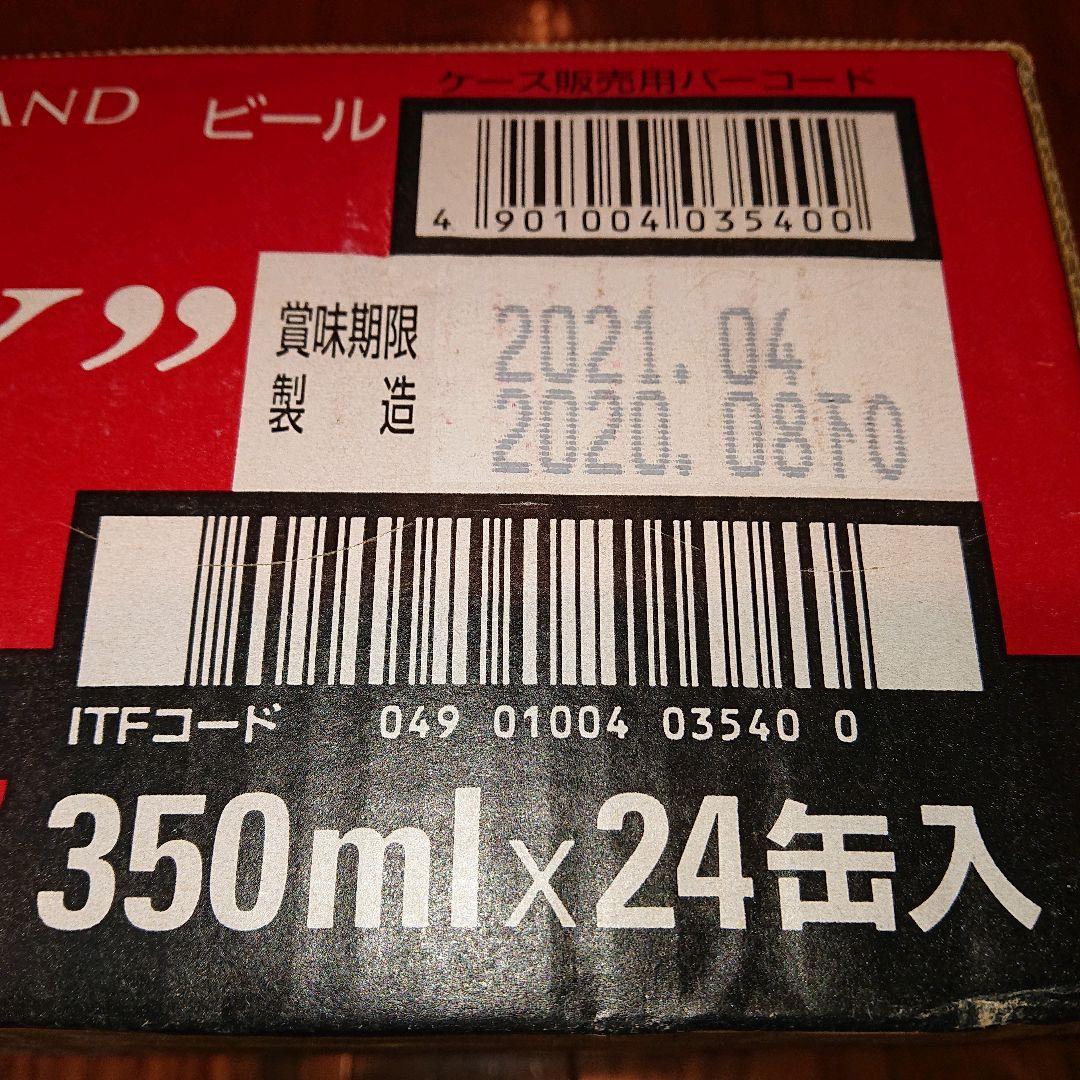 ケース販売用バーコード
AND ビール
4 901004 035400
Y”
賞味期限 2021.04
製造 2020.08下0
ITFコード 049 01004 03540 0
350ml x 24缶入